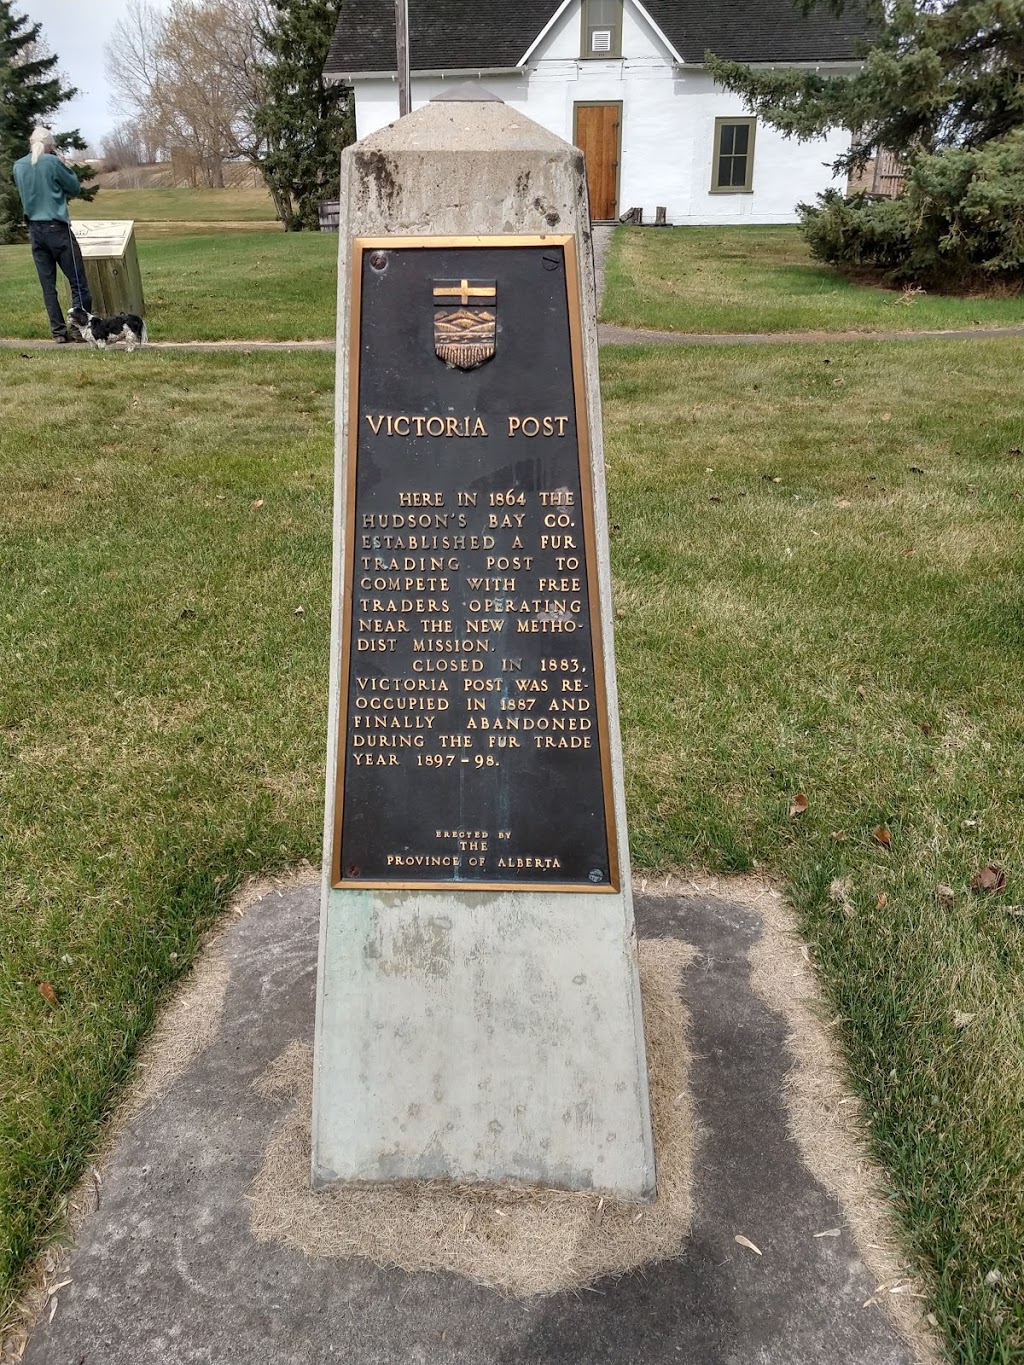 VICTORIA POST
HERE IN 1864 THE
HUDSON'S BAY CO.
ESTABLISHED A FUR
TRADING POST TO
COMPETE WITH FREE
TRADERS OPERATING
NEAR THE NEW METHO-
DIST MISSION.
CLOSED IN 1883,
VICTORIA POST WAS RE-
OCCUPIED IN 1887 AND
FINALLY ABANDONED
DURING THE FUR TRADE
YEAR 1897-98.
ERECTED BY
THE
PROVINCE OF ALBERTA